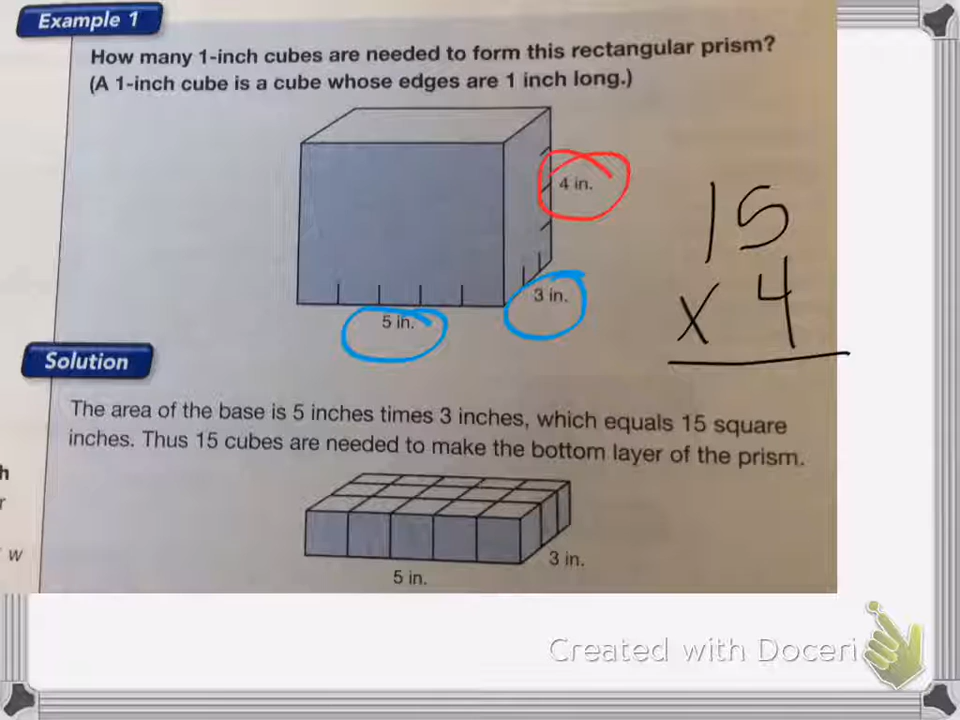 Example 1
How many 1-inch cubes are needed to form this rectangular prism?
(A 1-inch cube is a cube whose edges are 1 inch long.)
4 in.
3 in.
5 in.
15
x 4
Solution
The area of the base is 5 inches times 3 inches, which equals 15 square
inches. Thus 15 cubes are needed to make the bottom layer of the prism.
h
r
w
3 in.
5 in.
Created with Doceri